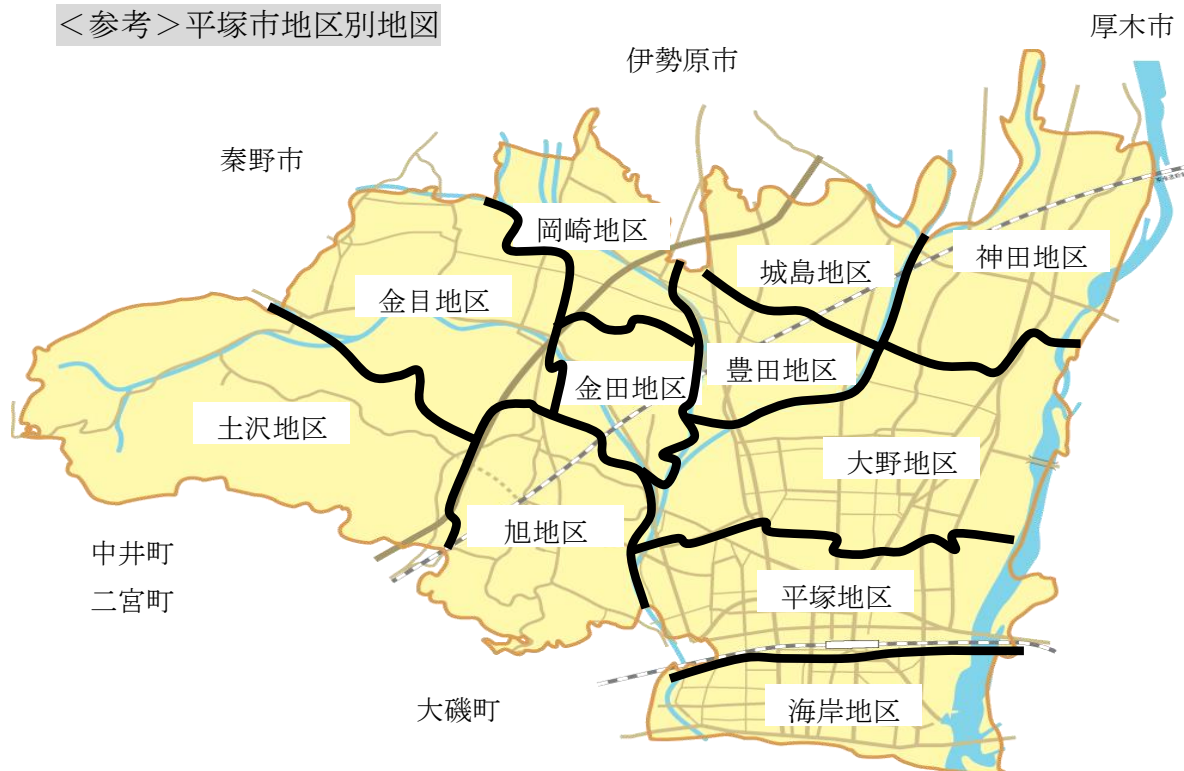 <参考>平塚市地区別地図
厚木市
伊勢原市
秦野市
岡崎地区
城島地区
神田地区
金目地区
豊田地区
金田地区
土沢地区
大野地区
旭地区
中井町
二宮町
平塚地区
大磯町
海岸地区